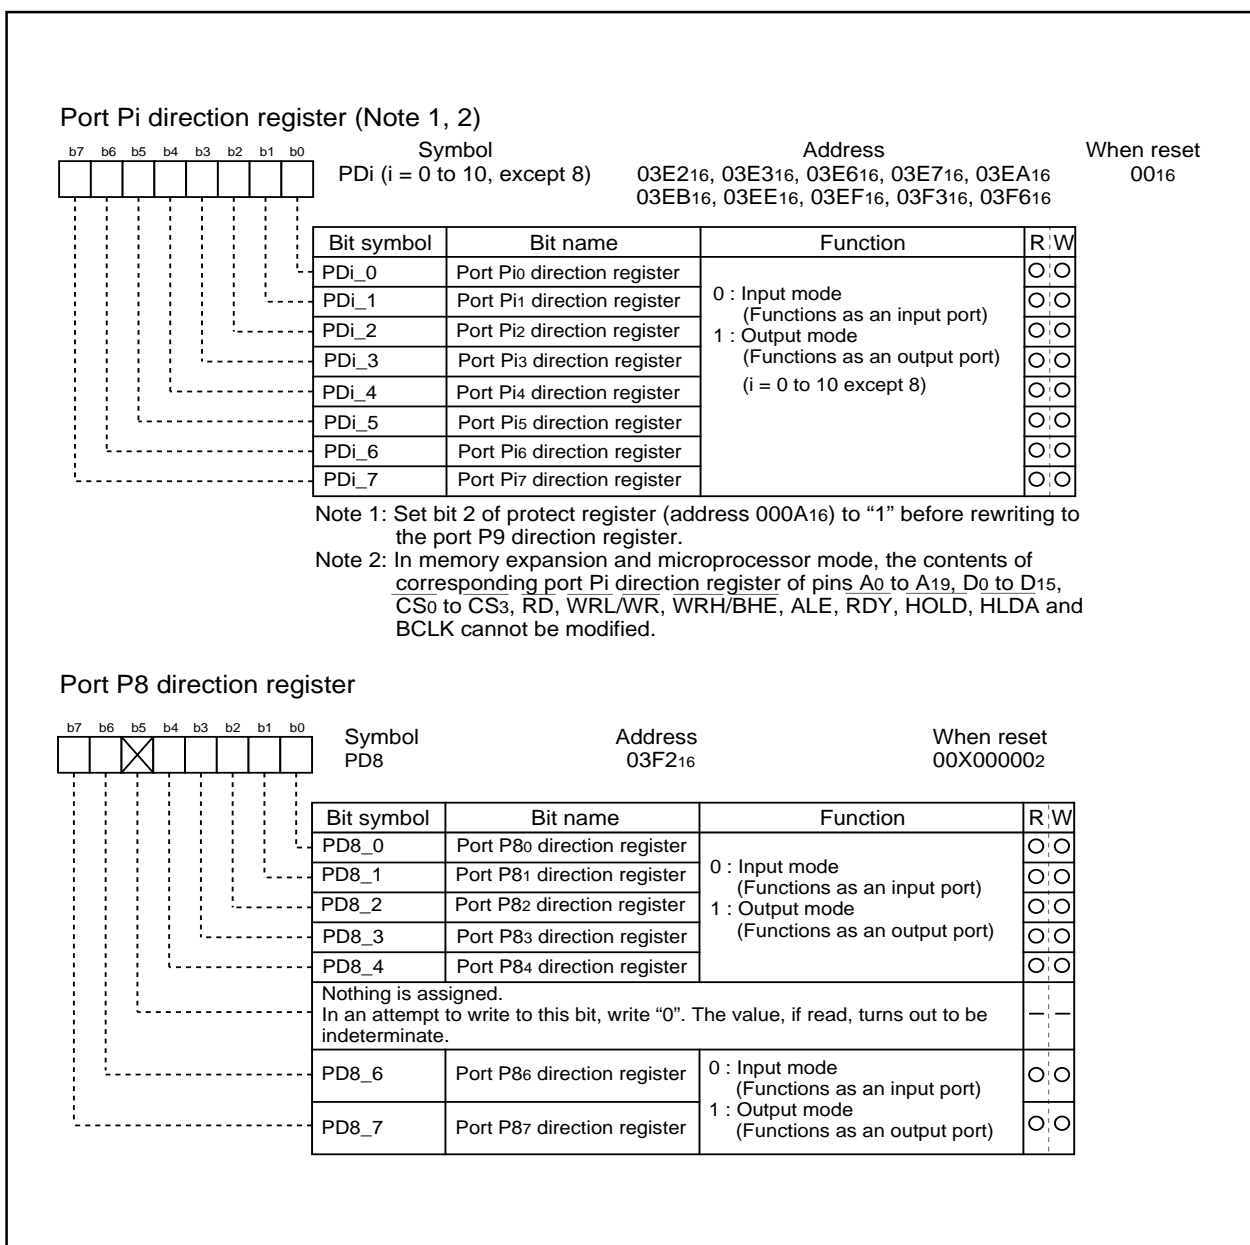 Port Pi direction register (Note 1, 2)
b7 b6 b5 b4 b3 b2 b1 b0
Symbol Address When reset
PDi (i = 0 to 10, except 8) 03E216, 03E316, 03E616, 03E716, 03EA16 0016
03EB16, 03EE16, 03EF16, 03F316, 03F616
Bit symbol Bit name Function R W
PDi_0 Port Pi0 direction register
PDi_1 Port Pi1 direction register
PDi_2 Port Pi2 direction register
PDi_3 Port Pi3 direction register
PDi_4 Port Pi4 direction register
PDi_5 Port Pi5 direction register
PDi_6 Port Pi6 direction register
PDi_7 Port Pi7 direction register
0 : Input mode
(Functions as an input port)
1 : Output mode
(Functions as an output port)
(i = 0 to 10 except 8)
Note 1: Set bit 2 of protect register (address 000A16) to “1” before rewriting to
the port P9 direction register.
Note 2: In memory expansion and microprocessor mode, the contents of
corresponding port Pi direction register of pins A0 to A19, D0 to D15,
CS0 to CS3, RD, WRL/WR, WRH/BHE, ALE, RDY, HOLD, HLDA and
BCLK cannot be modified.
Port P8 direction register
b7 b6 b5 b4 b3 b2 b1 b0
Symbol Address When reset
PD8 03F216 00X000002
Bit symbol Bit name Function R W
PD8_0 Port P80 direction register
PD8_1 Port P81 direction register
PD8_2 Port P82 direction register
PD8_3 Port P83 direction register
PD8_4 Port P84 direction register
0 : Input mode
(Functions as an input port)
1 : Output mode
(Functions as an output port)
Nothing is assigned.
In an attempt to write to this bit, write “0”. The value, if read, turns out to be
indeterminate.
PD8_6 Port P86 direction register
PD8_7 Port P87 direction register
0 : Input mode
(Functions as an input port)
1 : Output mode
(Functions as an output port)